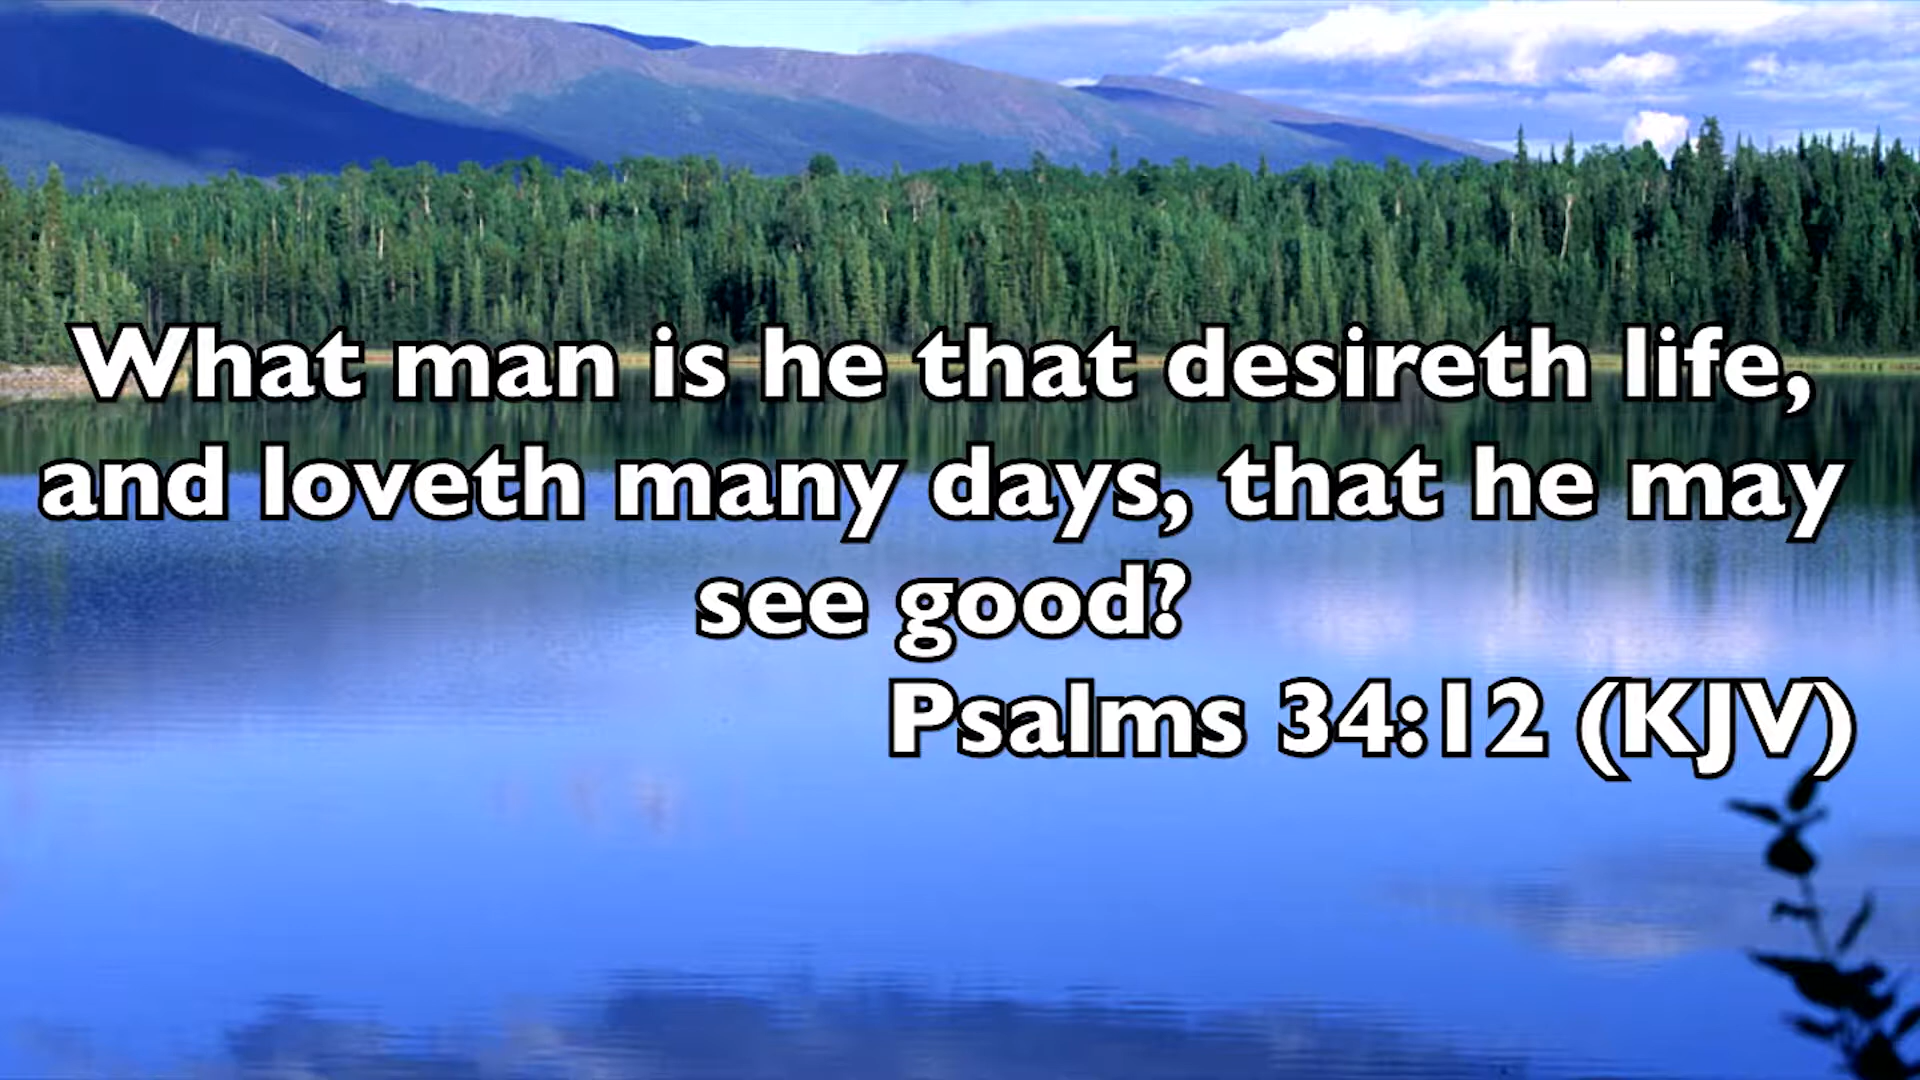 What man is he that desireth life,
and loveth many days, that he may
see good?
Psalms 34:12 (KJV)